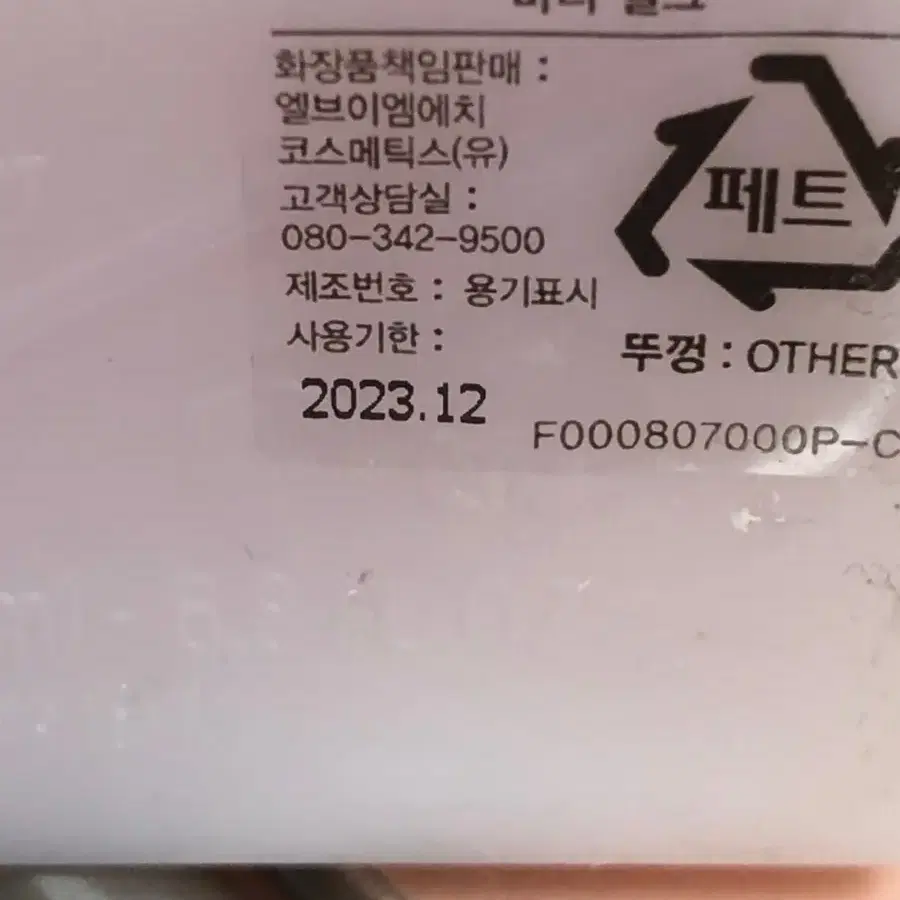 화장품책임판매 :
엘브이엠에치
코스메틱스(유)
고객상담실 :
080-342-9500
제조번호 : 용기표시
사용기한 :
2023.12
페트
뚜껑 : OTHER
F000807000P-C